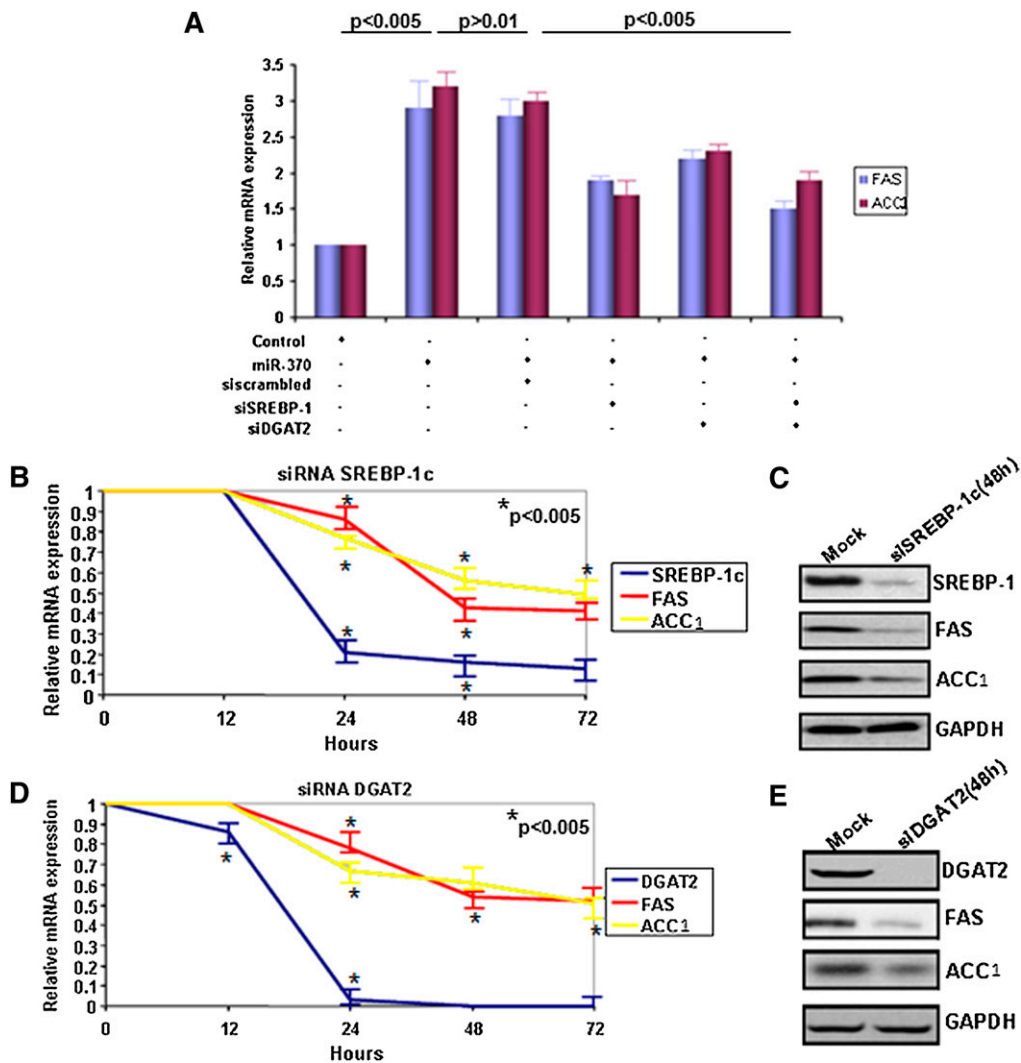 A
p<0.005 p>0.01 p<0.005
Relative mRNA expression
3.5
3
2.5
2
1.5
1
0.5
0
FAS
ACC1
Control - - - - -
miR-370 -
siscrambled - - - - -
siSREBP-1 - - - -
siDGAT2 - - - -
B
siRNA SREBP-1c
Relative mRNA expression
1
0.9
0.8
0.7
0.6
0.5
0.4
0.3
0.2
0.1
0
* p<0.005
* * * * * * *
0 12 24 48 72
Hours
SREBP-1c
FAS
ACC1
C
Mock siSREBP-1c(48h)
SREBP-1
FAS
ACC1
GAPDH
D
siRNA DGAT2
Relative mRNA expression
1
0.9
0.8
0.7
0.6
0.5
0.4
0.3
0.2
0.1
0
* p<0.005
* * * * * *
0 12 24 48 72
Hours
DGAT2
FAS
ACC1
E
Mock siDGAT2(48h)
DGAT2
FAS
ACC1
GAPDH